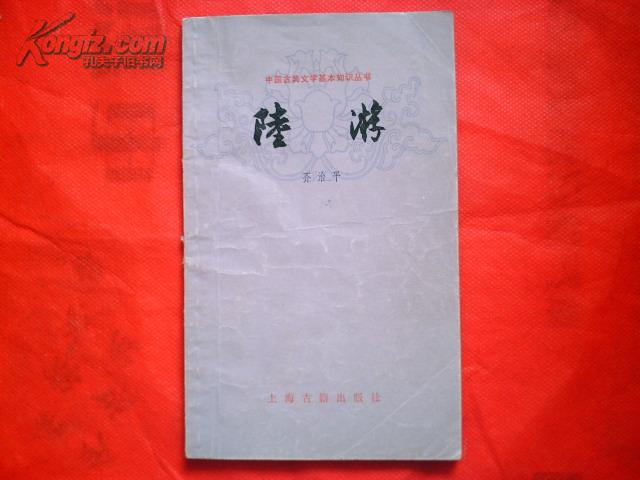 Kongfz.com
孔夫子旧书网
中国古典文学基本知识丛书
陸游
齐治平
上海古籍出版社